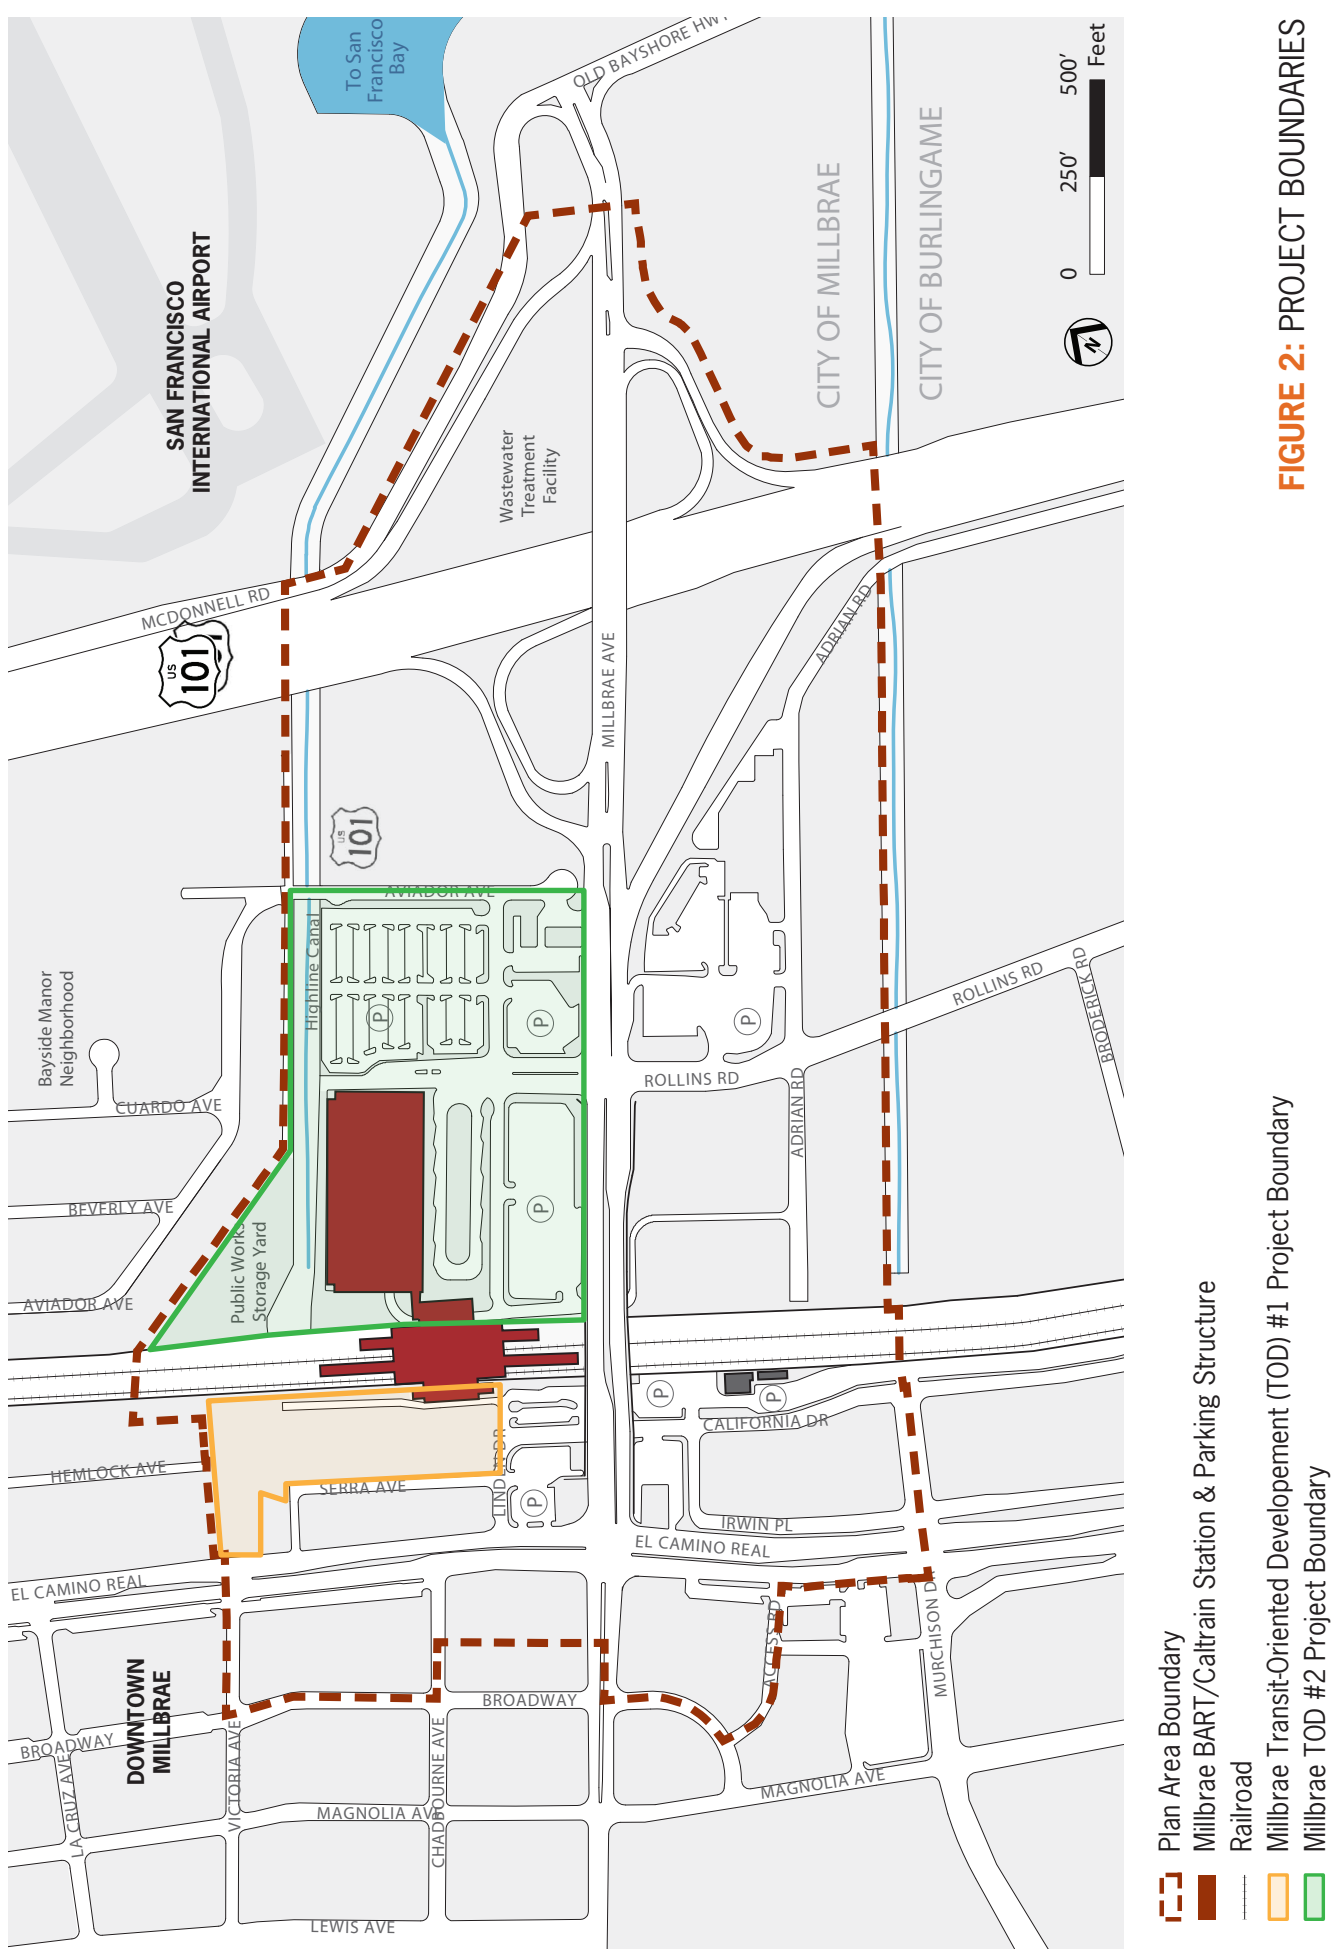 To San
Francisco
Bay
OLD BAYSHORE HWY
SAN FRANCISCO
INTERNATIONAL AIRPORT
CITY OF MILLBRAE
CITY OF BURLINGAME
0
250'
500'
Feet
N
FIGURE 2: PROJECT BOUNDARIES
Wastewater
Treatment
Facility
MCDONNELL RD
US
101
MILLBRAE AVE
ADRIAN RD
US
101
AVIADOR AVE
Highline Canal
Bayside Manor
Neighborhood
P
P
P
ROLLINS RD
BRODERICK RD
ROLLINS RD
ADRIAN RD
CUARDO AVE
BEVERLY AVE
AVIADOR AVE
Public Works
Storage Yard
P
P
P
CALIFORNIA DR
HEMLOCK AVE
SERRA AVE
P
IRWIN PL
EL CAMINO REAL
EL CAMINO REAL
ACCESS RD
MURCHISON DR
DOWNTOWN
MILLBRAE
BROADWAY
BROADWAY
LA CRUZ AVE
VICTORIA AVE
CHADBOURNE AVE
MAGNOLIA AVE
MAGNOLIA AVE
LEWIS AVE
Plan Area Boundary
Millbrae BART/Caltrain Station & Parking Structure
Railroad
Millbrae Transit-Oriented Developement (TOD) #1 Project Boundary
Millbrae TOD #2 Project Boundary